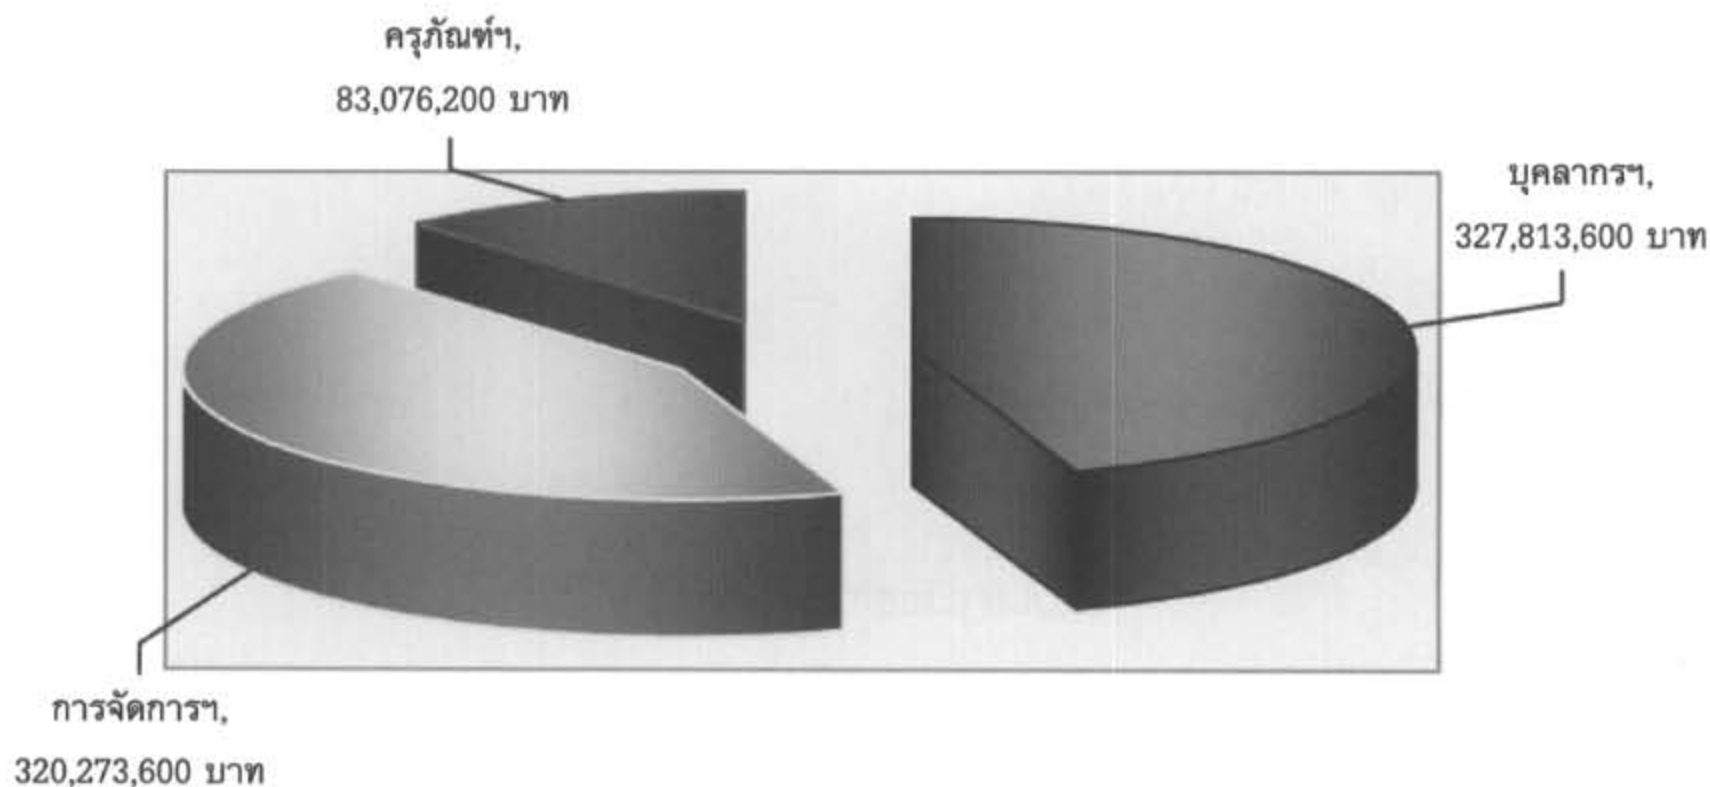 ครุภัณฑ์ฯ,
83,076,200 บาท
บุคลากรฯ,
327,813,600 บาท
การจัดการฯ,
320,273,600 บาท